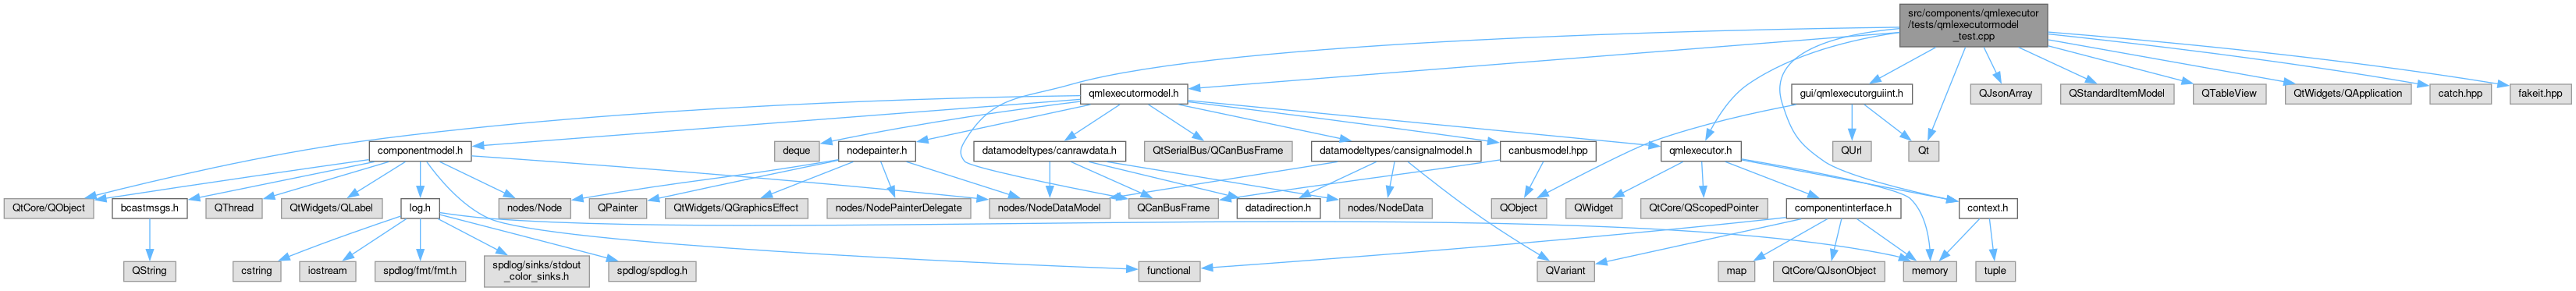 src/components/qmlexecutor
/tests/qmlexecutormodel
_test.cpp
qmlexecutormodel.h
gui/qmlexecutorguiint.h
QJsonArray
QStandardItemModel
QTableView
QtWidgets/QApplication
catch.hpp
fakeit.hpp
componentmodel.h
deque
nodepainter.h
datamodeltypes/canrawdata.h
QtSerialBus/QCanBusFrame
datamodeltypes/cansignalmodel.h
canbusmodel.hpp
qmlexecutor.h
QUrl
Qt
QtCore/QObject
bcastmsgs.h
QThread
QtWidgets/QLabel
log.h
nodes/Node
QPainter
QtWidgets/QGraphicsEffect
nodes/NodePainterDelegate
nodes/NodeDataModel
QCanBusFrame
datadirection.h
nodes/NodeData
QObject
QWidget
QtCore/QScopedPointer
componentinterface.h
context.h
QString
cstring
iostream
spdlog/fmt/fmt.h
spdlog/sinks/stdout
_color_sinks.h
spdlog/spdlog.h
functional
QVariant
map
QtCore/QJsonObject
memory
tuple